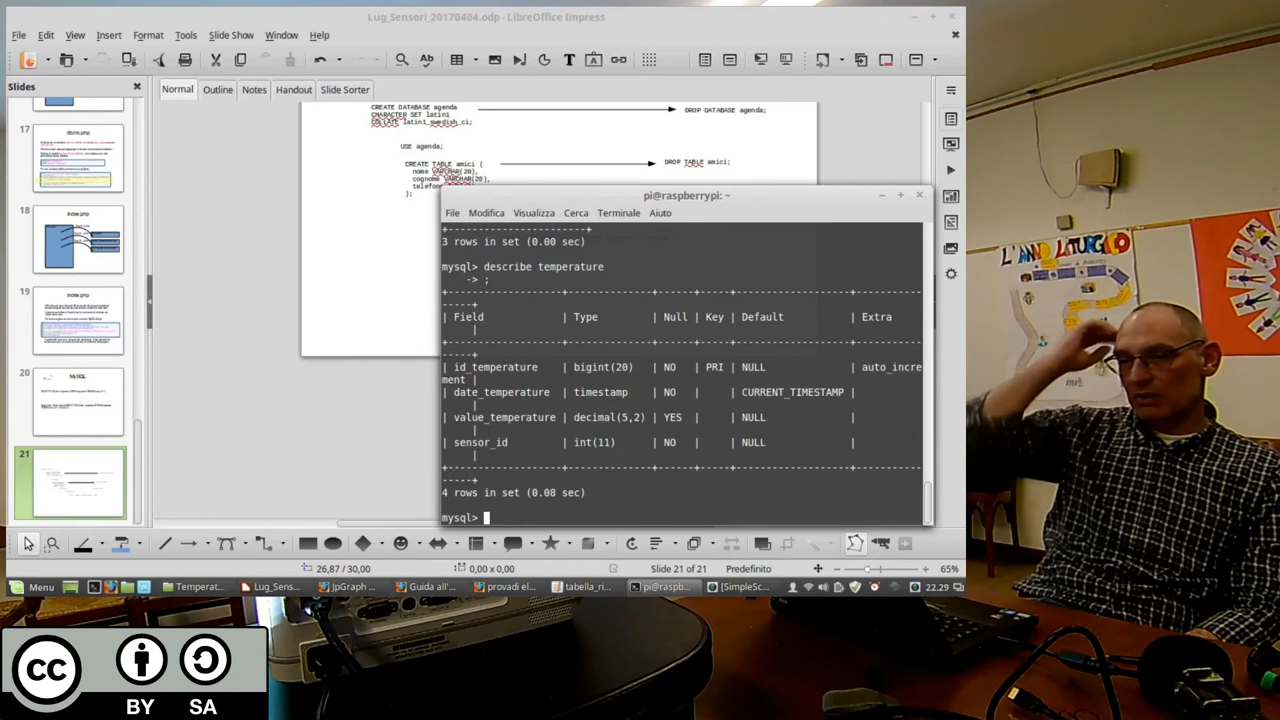 Lug_Sensori_20170404.odp - LibreOffice Impress
File Edit View Insert Format Tools Slide Show Window Help
Slides
Normal Outline Notes Handout Slide Sorter
CREATE DATABASE agenda
CHARACTER SET latin1
COLLATE latin1_swedish_ci;
DROP DATABASE agenda;
USE agenda;
CREATE TABLE amici (
nome VARCHAR(20),
cognome VARCHAR(20),
telefono
);
DROP TABLE amici;
17
18
index.php
19
index.php
20
MySQL
21
pi@raspberrypi: ~
File Modifica Visualizza Cerca Terminale Aiuto
+-----------------------+
3 rows in set (0.00 sec)
mysql> describe temperature
-> ;
| Field | Type | Null | Key | Default | Extra
|
| id_temperature | bigint(20) | NO | PRI | NULL | auto_incre
ment |
| date_temperature | timestamp | NO | | CURRENT_TIMESTAMP |
|
| value_temperature | decimal(5,2) | YES | | NULL |
|
| sensor_id | int(11) | NO | | NULL |
|
4 rows in set (0.08 sec)
mysql>
26,87 / 30,00 0,00 x 0,00 Slide 21 of 21 Predefinito 65%
Menu Temperat... Lug_Sens... JpGraph ... Guida all'... provadi el... tabella_ri... pi@raspb... [SimpleSc... 22.29
L'ANNO LITURGICO
cc
BY SA